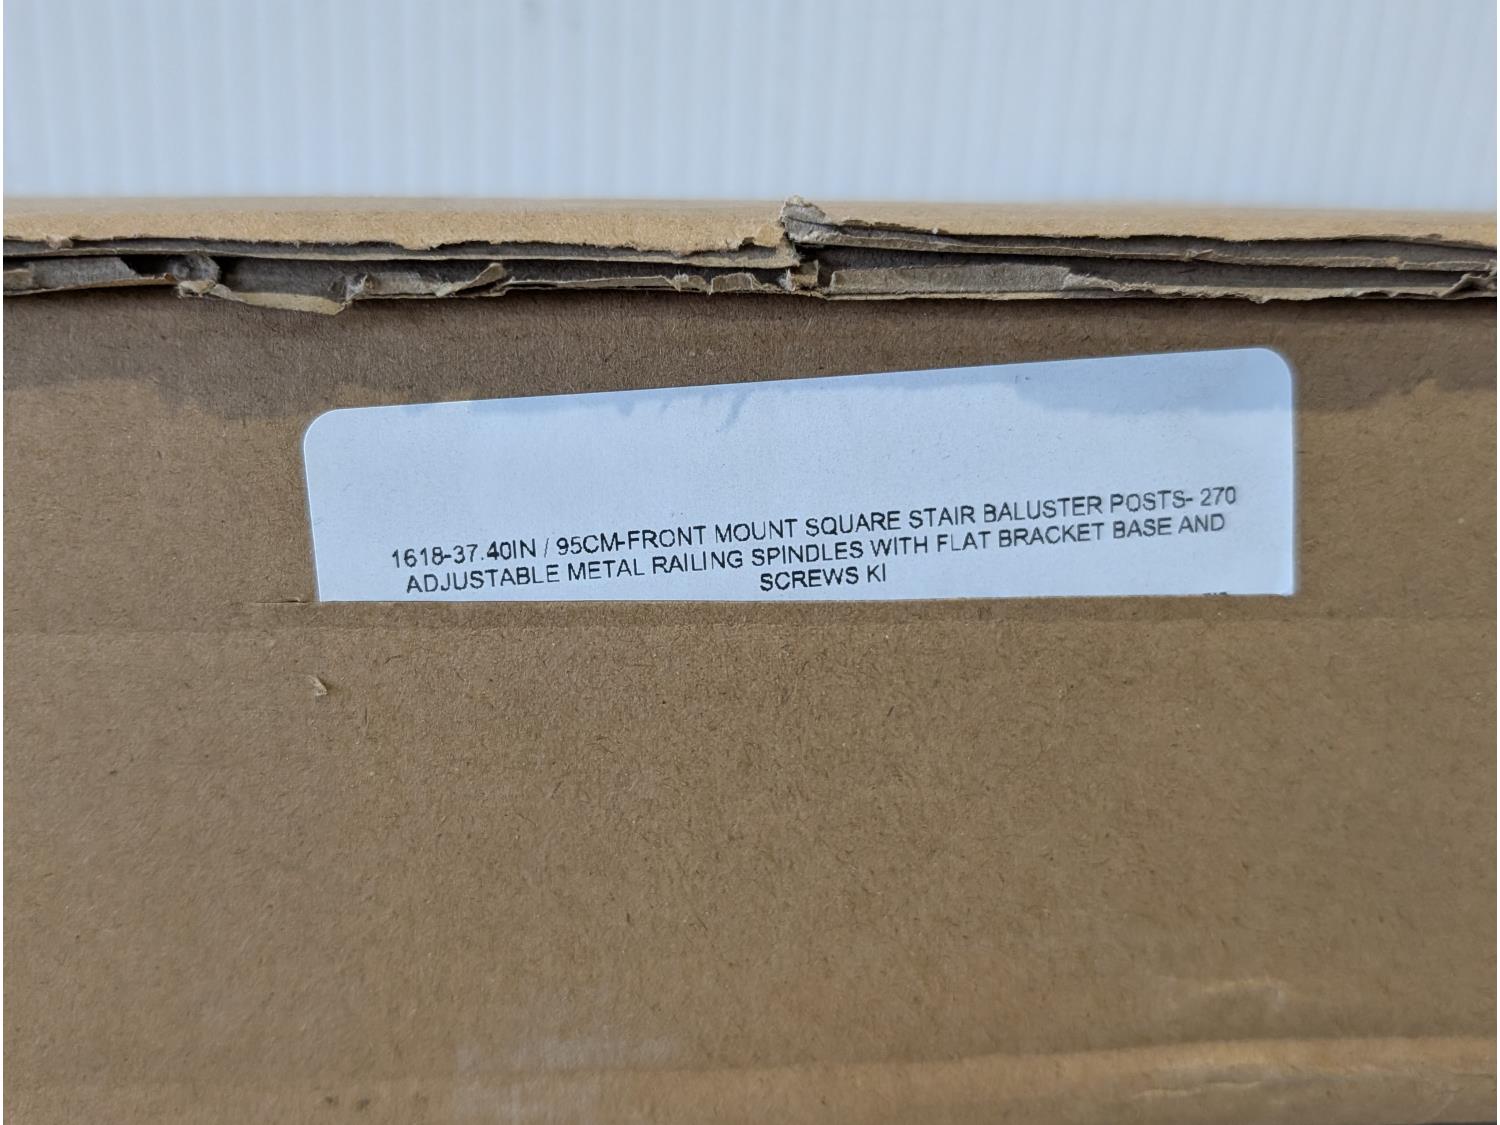 1618-37.40IN / 95CM-FRONT MOUNT SQUARE STAIR BALUSTER POSTS- 270
ADJUSTABLE METAL RAILING SPINDLES WITH FLAT BRACKET BASE AND
SCREWS KI